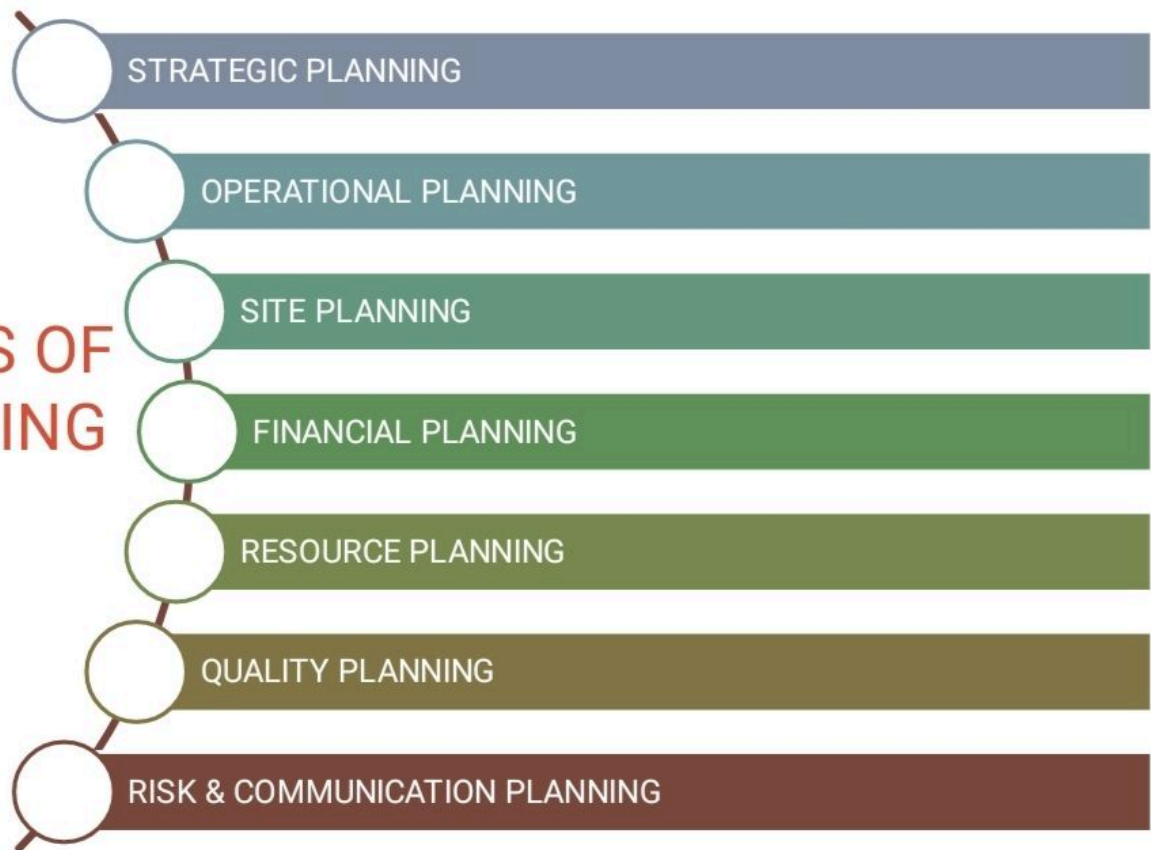 STRATEGIC PLANNING
OPERATIONAL PLANNING
SITE PLANNING
S OF
ING
FINANCIAL PLANNING
RESOURCE PLANNING
QUALITY PLANNING
RISK & COMMUNICATION PLANNING